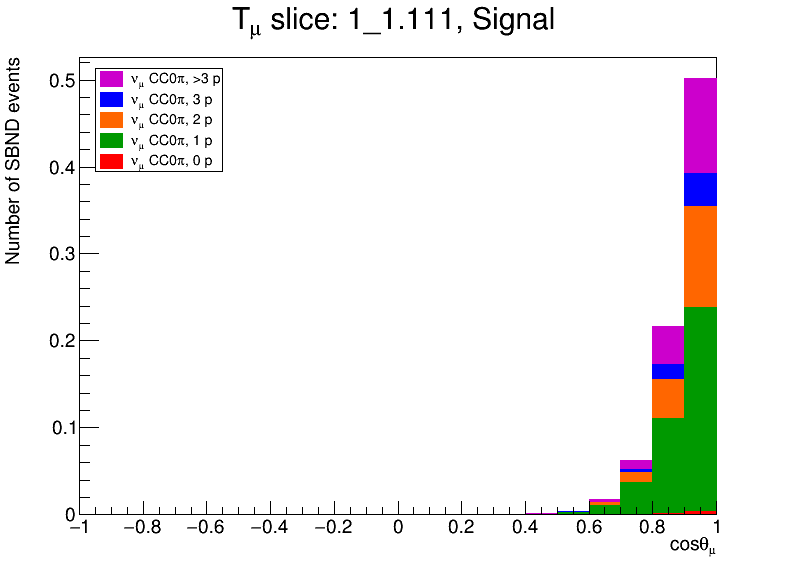 Tμ slice: 1_1.111, Signal
Number of SBND events
νμ CC0π, >3 p
νμ CC0π, 3 p
νμ CC0π, 2 p
νμ CC0π, 1 p
νμ CC0π, 0 p
0.5
0.4
0.3
0.2
0.1
0
−1 −0.8 −0.6 −0.4 −0.2 0 0.2 0.4 0.6 0.8 1
cosθμ